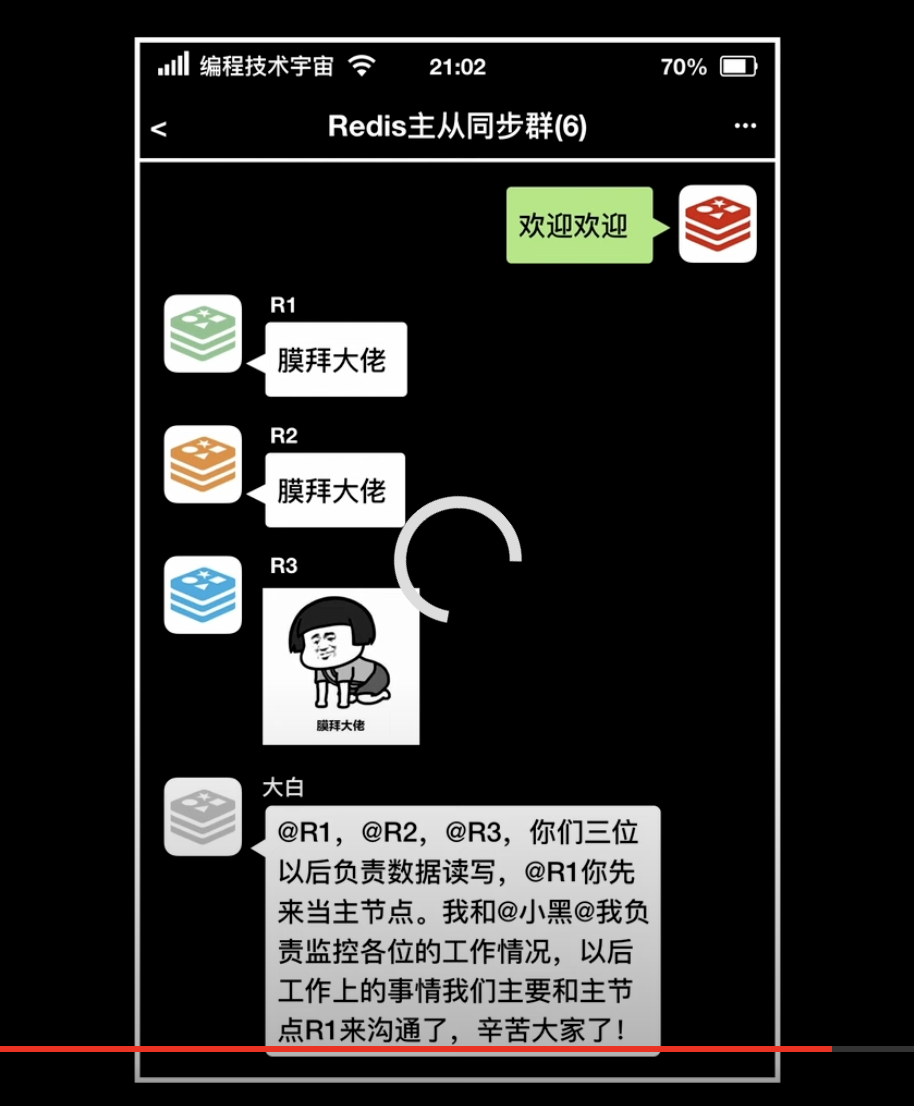 编程技术宇宙 21:02 70%
< Redis主从同步群(6) ...
欢迎欢迎
R1
膜拜大佬
R2
膜拜大佬
R3
膜拜大佬
大白
@R1，@R2，@R3，你们三位
以后负责数据读写，@R1你先
来当主节点。我和@小黑@我负
责监控各位的工作情况，以后
工作上的事情我们主要和主节
点R1来沟通了，辛苦大家了！